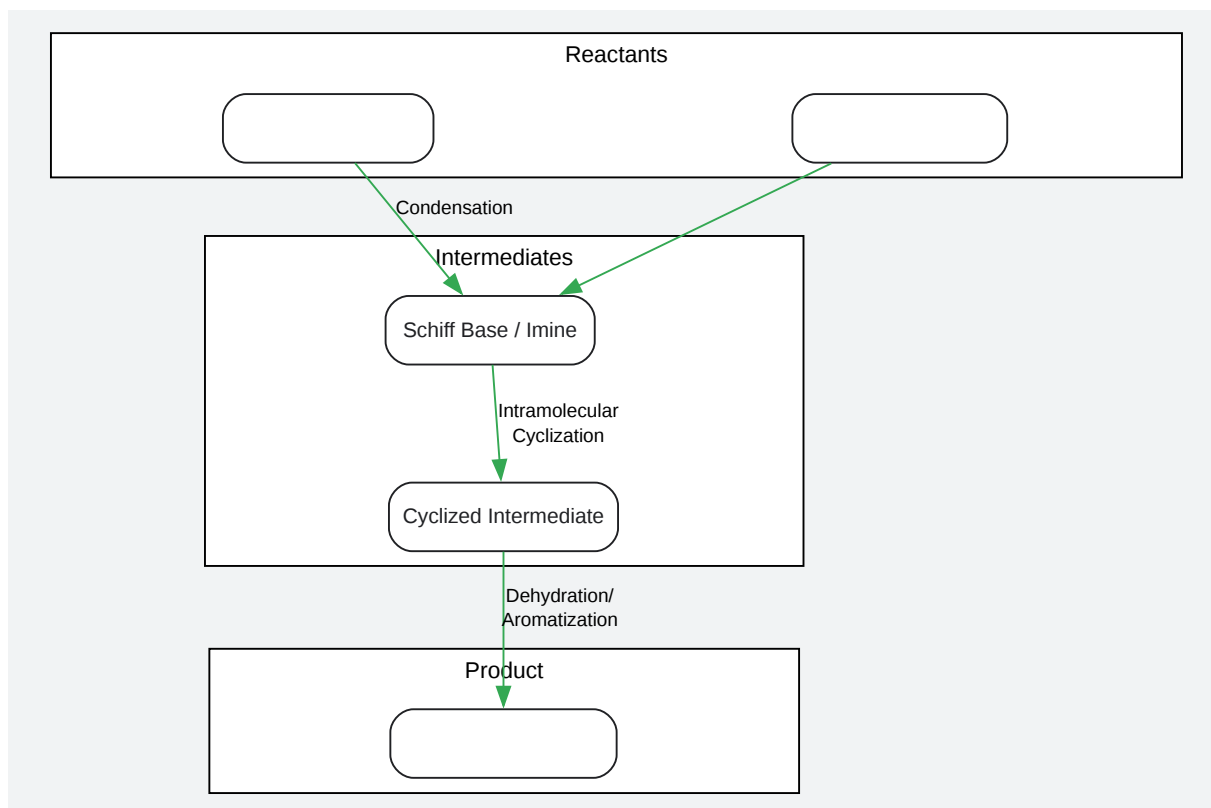 Reactants
Condensation
Intermediates
Schiff Base / Imine
Intramolecular
Cyclization
Cyclized Intermediate
Dehydration/
Aromatization
Product